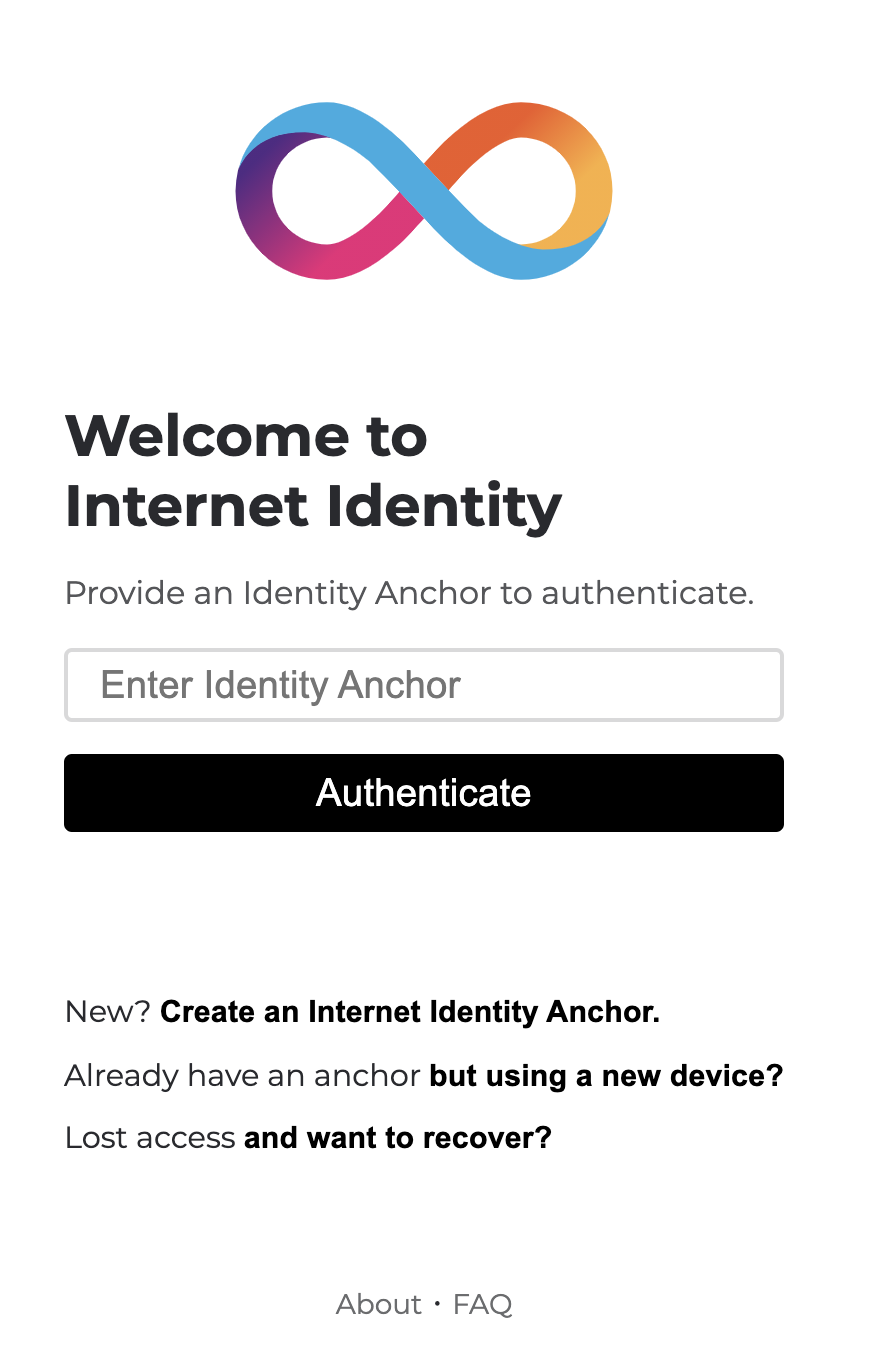 Welcome to
Internet Identity
Provide an Identity Anchor to authenticate.
Enter Identity Anchor
Authenticate
New? Create an Internet Identity Anchor.
Already have an anchor but using a new device?
Lost access and want to recover?
About · FAQ